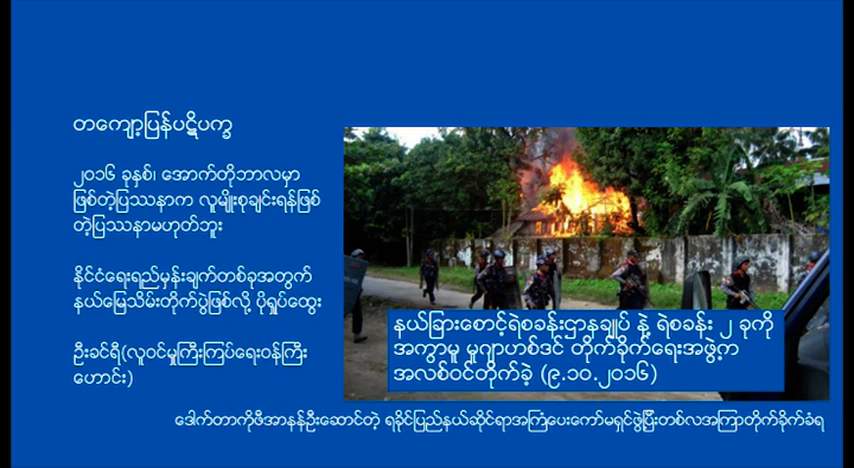 တကျော့ပြန်ပဋိပက္ခ
၂၀၁၆ ခုနှစ်၊ အောက်တိုဘာလမှာ
ဖြစ်တဲ့ပြဿနာက လူမျိုးစုချင်းရန်ဖြစ်
တဲ့ပြဿနာမဟုတ်ဘူး
နိုင်ငံရေးရည်မှန်းချက်တစ်ခုအတွက်
နယ်မြေသိမ်းတိုက်ပွဲဖြစ်လို့ ပိုရှုပ်ထွေး
ဦးခင်ရီ(လူဝင်မှုကြီးကြပ်ရေးဝန်ကြီး
ဟောင်း)
နယ်ခြားစောင့်ရဲစခန်းဌာနချုပ် နဲ့ ရဲစခန်း ၂ ခုကို
အကွာမူ မူဂျာဟစ်ဒင် တိုက်ခိုက်ရေးအဖွဲ့က
အလစ်ဝင်တိုက်ခဲ့ (၉.၁၀.၂၀၁၆)
ဒေါက်တာကိုဖီအာနန်ဦးဆောင်တဲ့ ရခိုင်ပြည်နယ်ဆိုင်ရာအကြံပေးကော်မရှင်ဖွဲ့ပြီးတစ်လအကြာတိုက်ခိုက်ခံရ